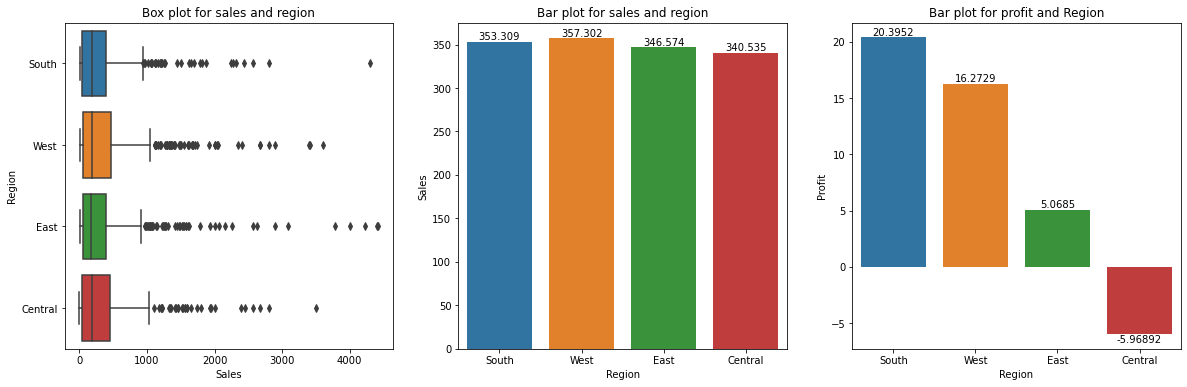 Box plot for sales and region
South
West
East
Central
Region
0
1000
2000
3000
4000
Sales
Bar plot for sales and region
353.309
357.302
346.574
340.535
350
300
250
200
150
100
50
0
Sales
South
West
East
Central
Region
Bar plot for profit and Region
20.3952
16.2729
5.0685
-5.96892
20
15
10
5
0
−5
Profit
South
West
East
Central
Region